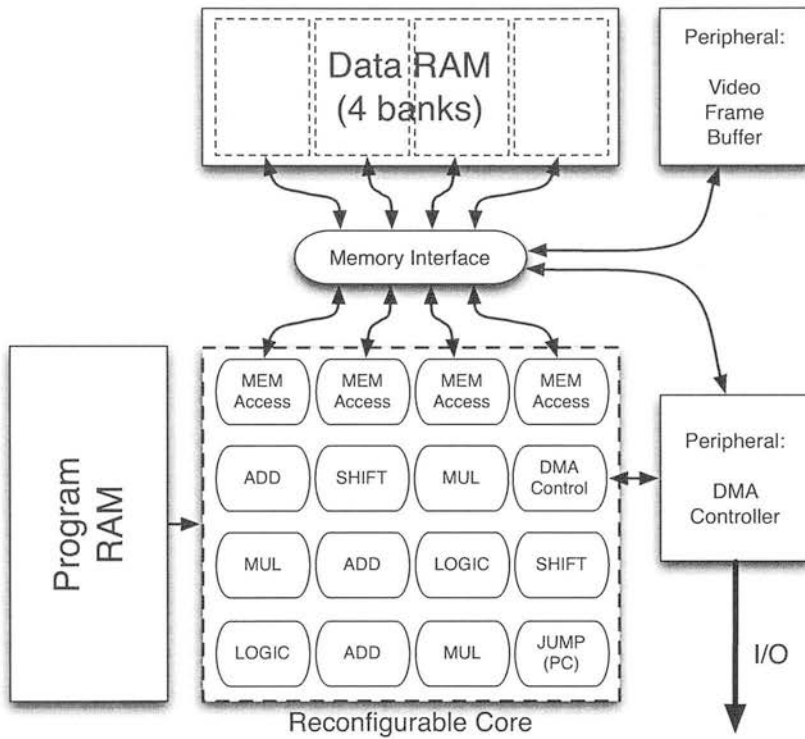 Data RAM
(4 banks)
Peripheral:
Video
Frame
Buffer
Memory Interface
Program
RAM
MEM
Access
MEM
Access
MEM
Access
MEM
Access
ADD
SHIFT
MUL
DMA
Control
MUL
ADD
LOGIC
SHIFT
LOGIC
ADD
MUL
JUMP
(PC)
Reconfigurable Core
Peripheral:
DMA
Controller
I/O